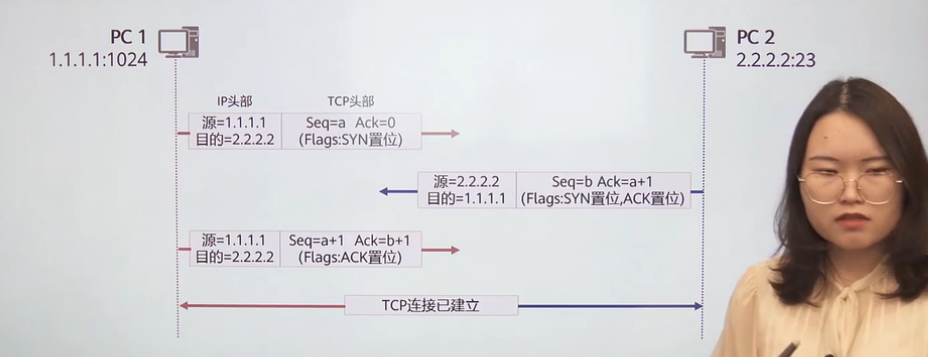 PC 1
1.1.1.1:1024
PC 2
2.2.2.2:23
IP头部
TCP头部
源=1.1.1.1
目的=2.2.2.2
Seq=a Ack=0
(Flags:SYN置位)
源=2.2.2.2
目的=1.1.1.1
Seq=b Ack=a+1
(Flags:SYN置位,ACK置位)
源=1.1.1.1
目的=2.2.2.2
Seq=a+1 Ack=b+1
(Flags:ACK置位)
TCP连接已建立